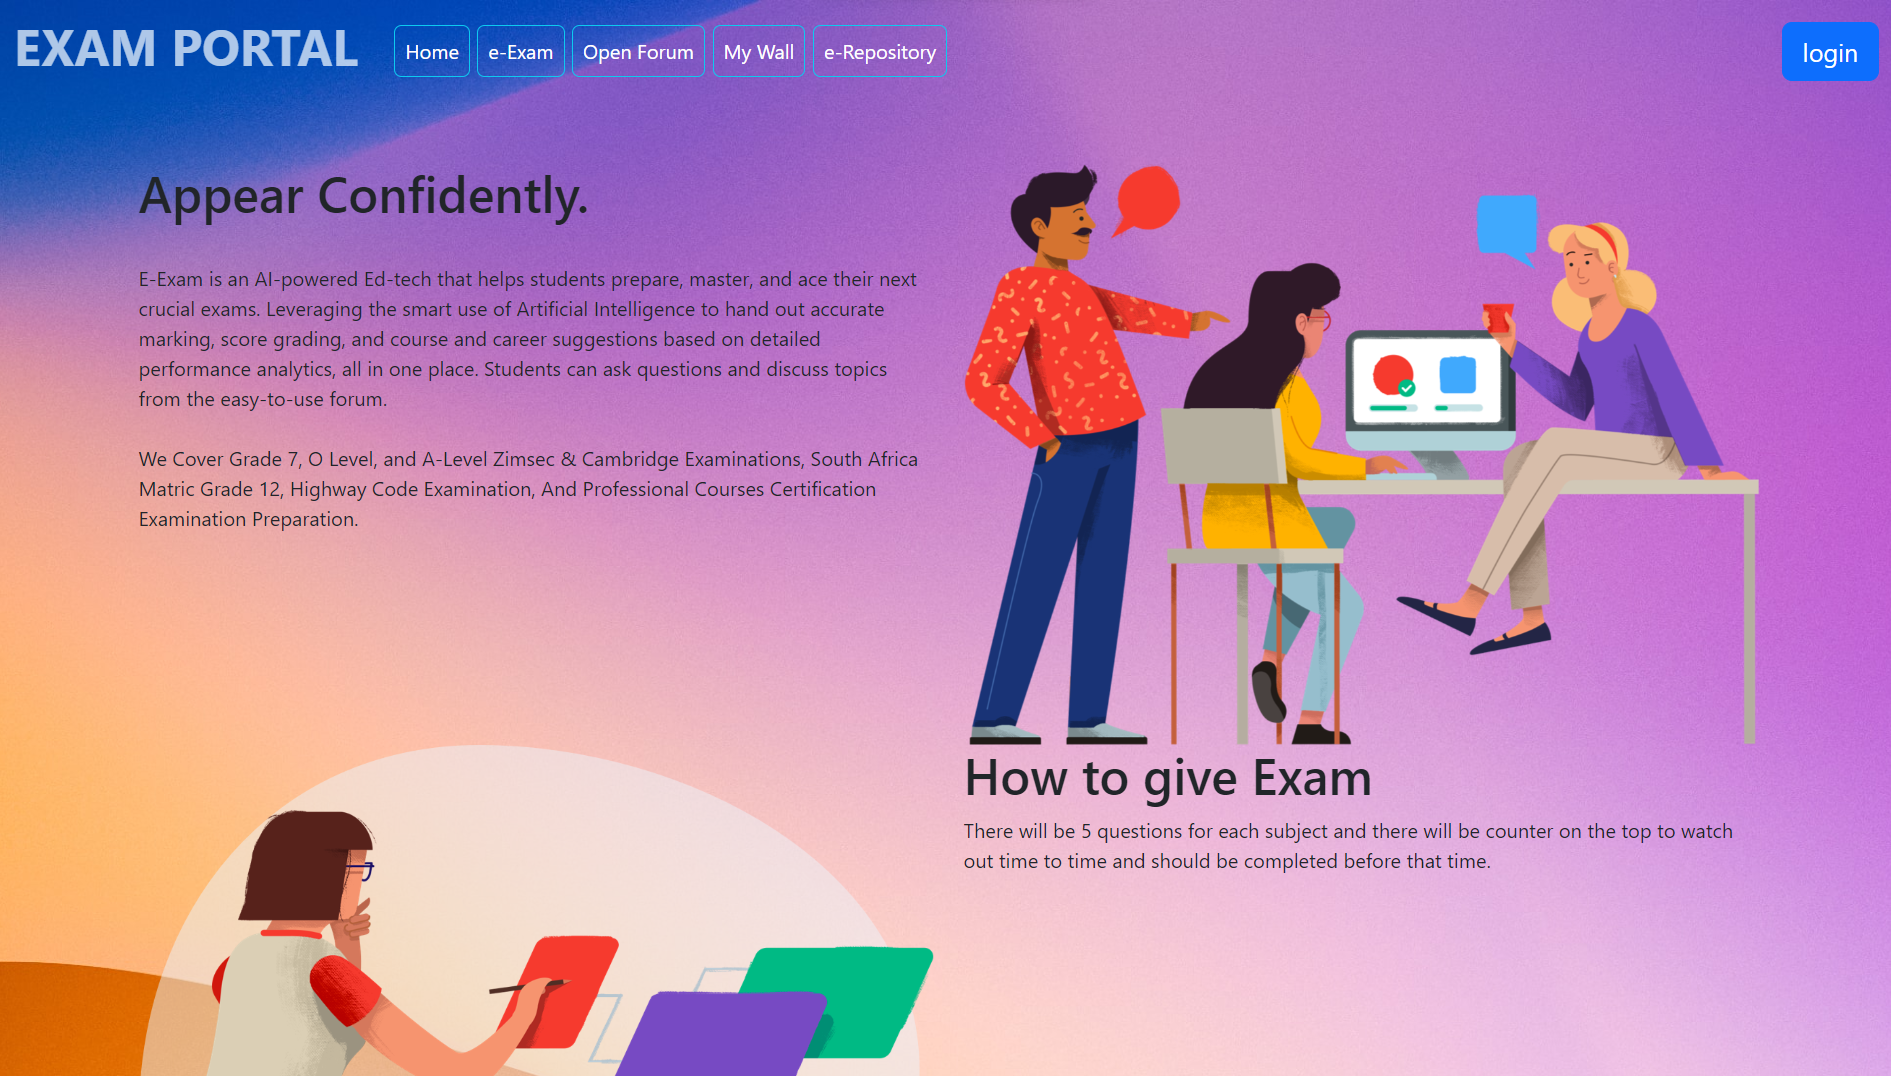 EXAM PORTAL
Home
e-Exam
Open Forum
My Wall
e-Repository
login
Appear Confidently.
E-Exam is an AI-powered Ed-tech that helps students prepare, master, and ace their next
crucial exams. Leveraging the smart use of Artificial Intelligence to hand out accurate
marking, score grading, and course and career suggestions based on detailed
performance analytics, all in one place. Students can ask questions and discuss topics
from the easy-to-use forum.
We Cover Grade 7, O Level, and A-Level Zimsec & Cambridge Examinations, South Africa
Matric Grade 12, Highway Code Examination, And Professional Courses Certification
Examination Preparation.
How to give Exam
There will be 5 questions for each subject and there will be counter on the top to watch
out time to time and should be completed before that time.